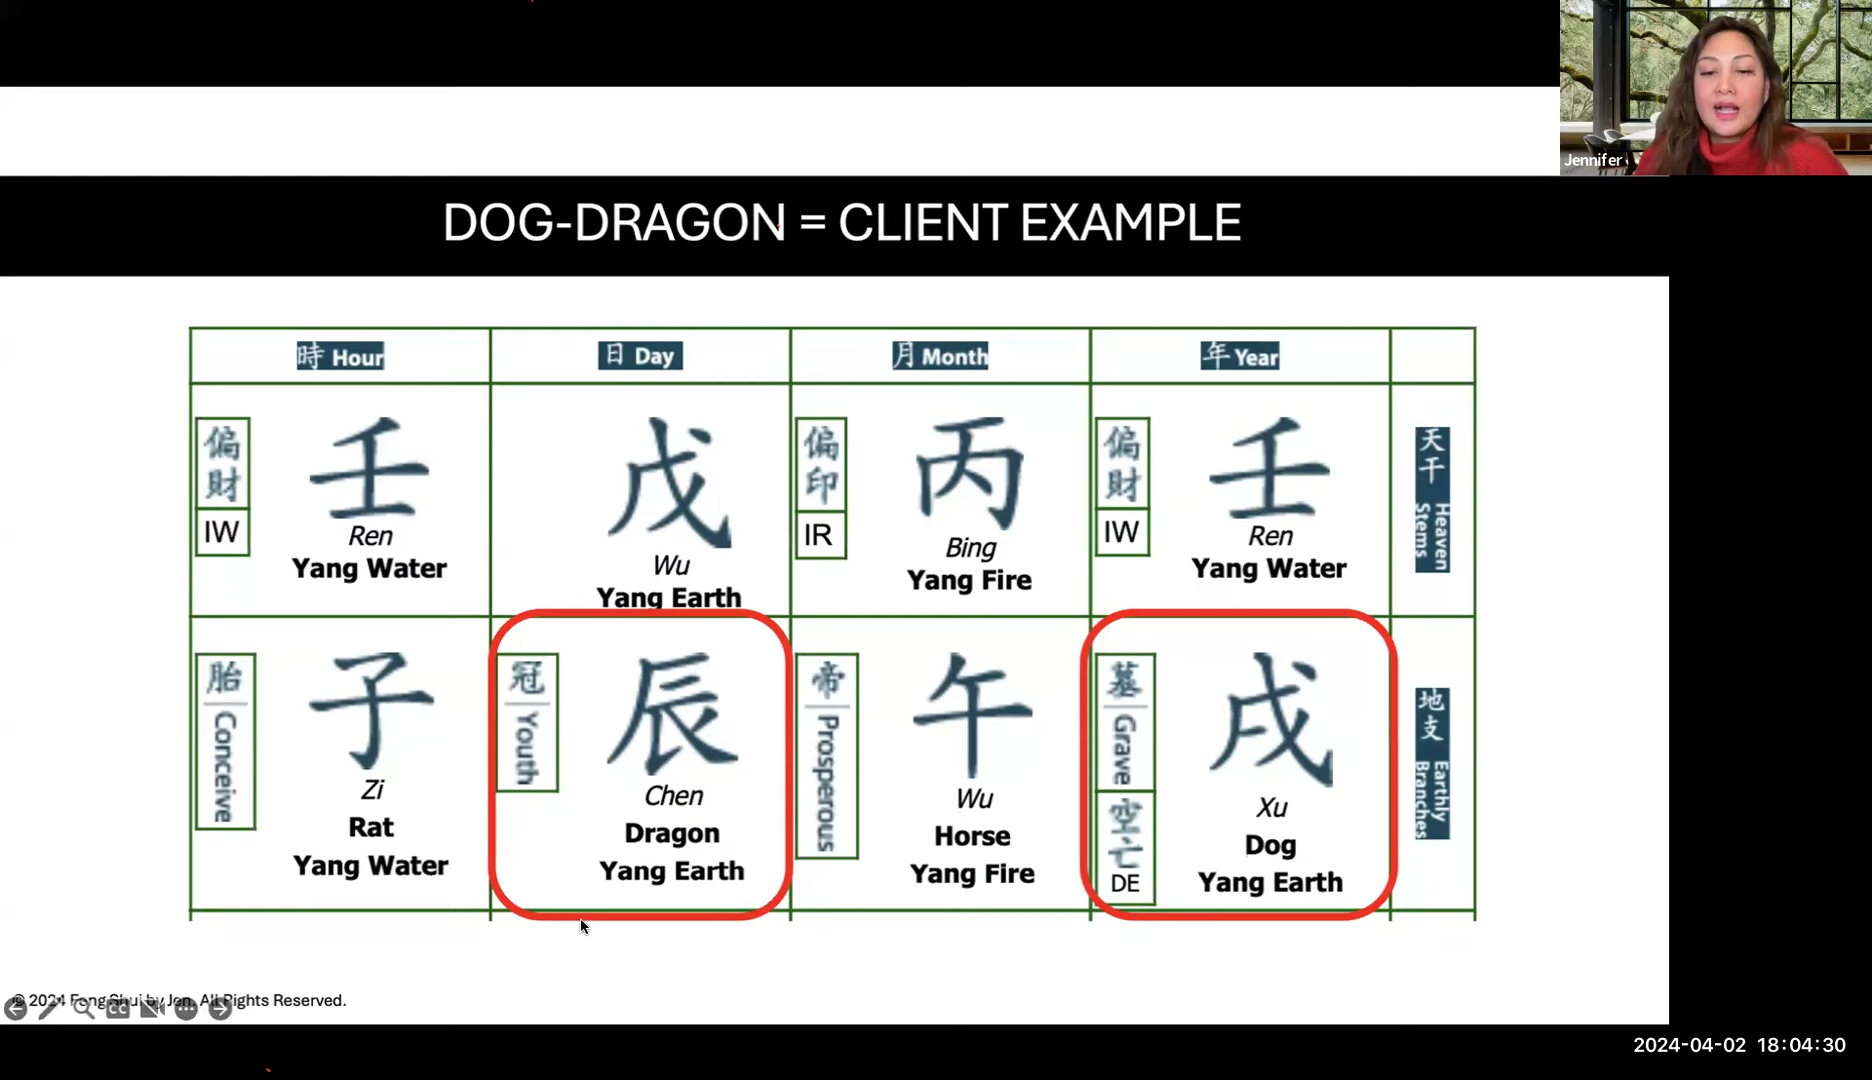 Jennifer
DOG-DRAGON = CLIENT EXAMPLE
時 Hour
日 Day
月 Month
年 Year
偏財
IW
壬
Ren
Yang Water
戊
Wu
Yang Earth
偏印
IR
丙
Bing
Yang Fire
偏財
IW
壬
Ren
Yang Water
天干 Heaven Stems
胎 Conceive
子
Zi
Rat
Yang Water
冠 Youth
辰
Chen
Dragon
Yang Earth
帝 Prosperous
午
Wu
Horse
Yang Fire
墓 Grave
空亡
DE
戌
Xu
Dog
Yang Earth
地支 Earthly Branches
© 2024 Feng Shui by Jen. All Rights Reserved.
CC
2024-04-02 18:04:30